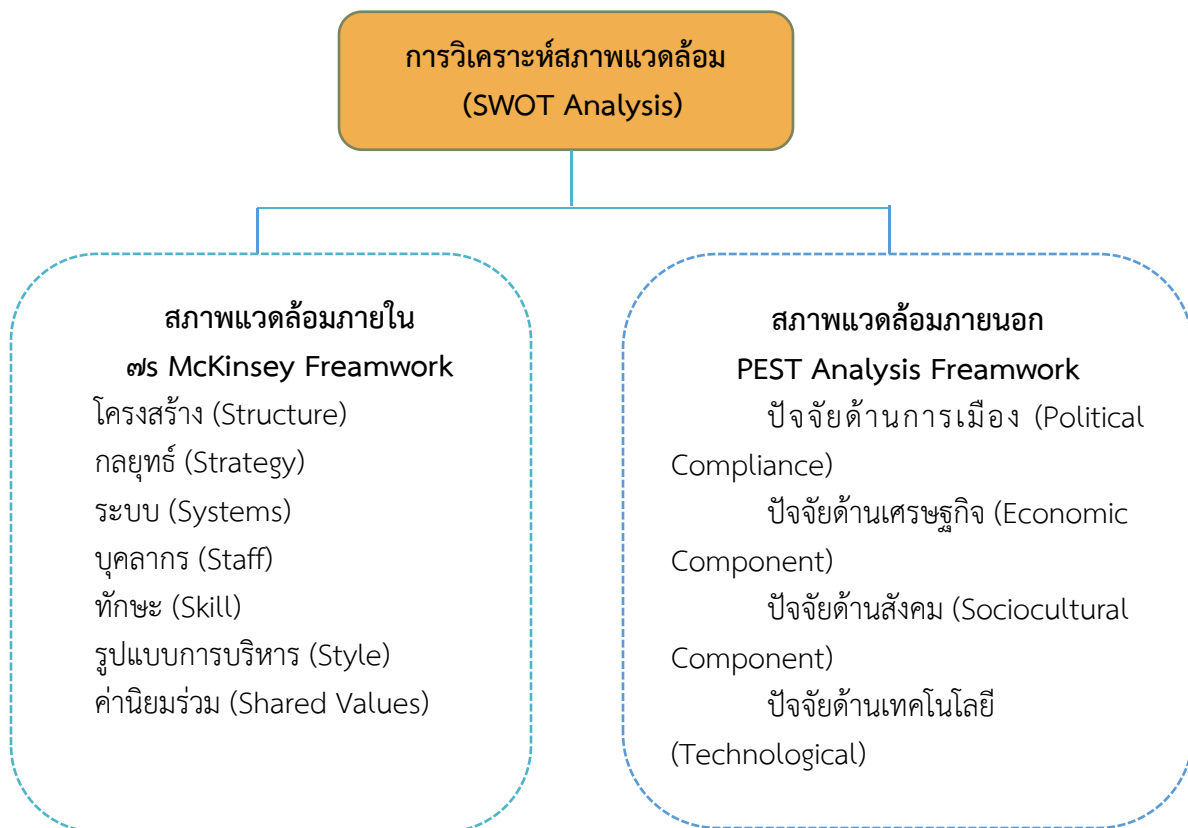 การวิเคราะห์สภาพแวดล้อม
(SWOT Analysis)
สภาพแวดล้อมภายใน
๗s McKinsey Freamwork
โครงสร้าง (Structure)
กลยุทธ์ (Strategy)
ระบบ (Systems)
บุคลากร (Staff)
ทักษะ (Skill)
รูปแบบการบริหาร (Style)
ค่านิยมร่วม (Shared Values)
สภาพแวดล้อมภายนอก
PEST Analysis Freamwork
ปัจจัยด้านการเมือง (Political
Compliance)
ปัจจัยด้านเศรษฐกิจ (Economic
Component)
ปัจจัยด้านสังคม (Sociocultural
Component)
ปัจจัยด้านเทคโนโลยี
(Technological)